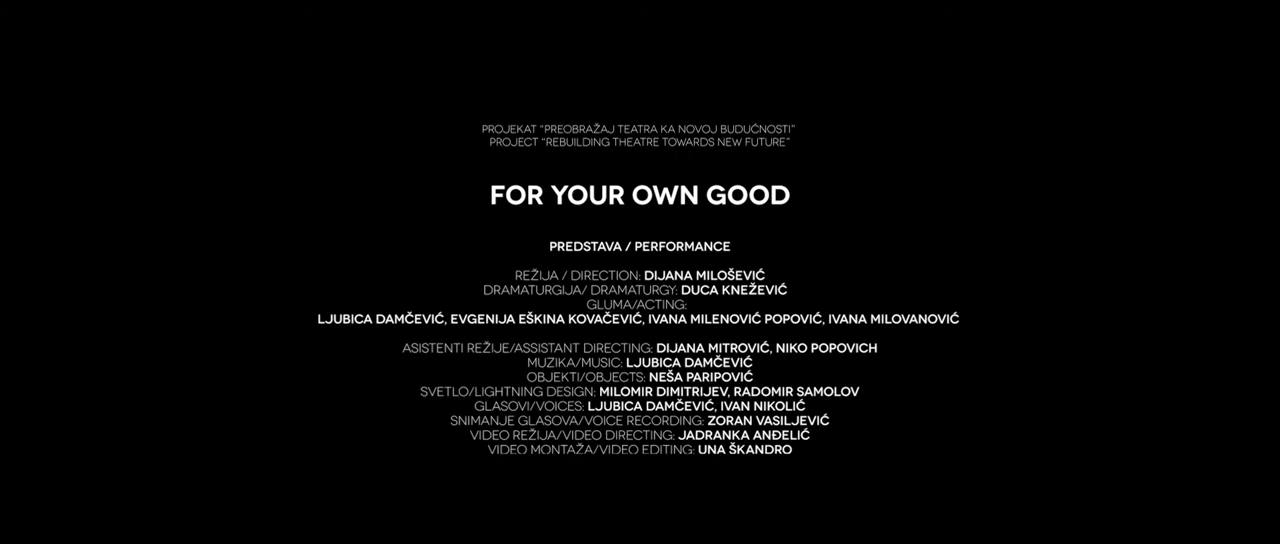 PROJEKAT “PREOBRAŽAJ TEATRA KA NOVOJ BUDUĆNOSTI”
PROJECT “REBUILDING THEATRE TOWARDS NEW FUTURE”
FOR YOUR OWN GOOD
PREDSTAVA / PERFORMANCE
REŽIJA / DIRECTION: DIJANA MILOŠEVIĆ
DRAMATURGIJA/ DRAMATURGY: DUCA KNEŽEVIĆ
GLUMA/ACTING:
LJUBICA DAMČEVIĆ, EVGENIJA EŠKINA KOVAČEVIĆ, IVANA MILENOVIĆ POPOVIĆ, IVANA MILOVANOVIĆ
ASISTENTI REŽIJE/ASSISTANT DIRECTING: DIJANA MITROVIĆ, NIKO POPOVICH
MUZIKA/MUSIC: LJUBICA DAMČEVIĆ
OBJEKTI/OBJECTS: NEŠA PARIPOVIĆ
SVETLO/LIGHTNING DESIGN; MILOMIR DIMITRIJEV, RADOMIR SAMOLOV
GLASOVI/VOICES: LJUBICA DAMČEVIĆ, IVAN NIKOLIĆ
SNIMANJE GLASOVA/VOICE RECORDING: ZORAN VASILJEVIĆ
VIDEO REŽIJA/VIDEO DIRECTING: JADRANKA ANĐELIĆ
VIDEO MONTAŽA/VIDEO EDITING: UNA ŠKANDRO